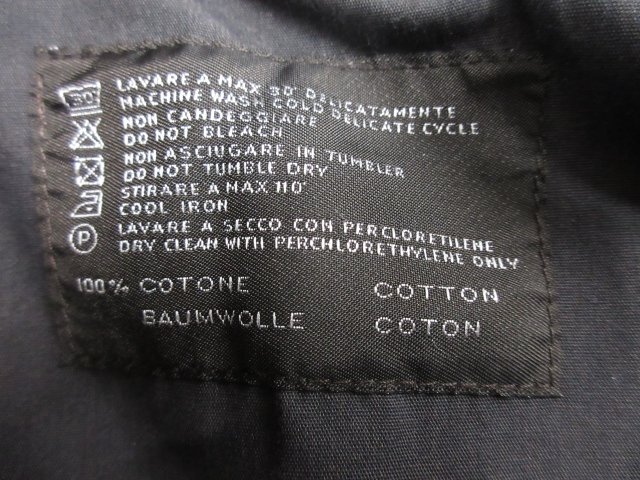 LAVARE A MAX 30° DELICATAMENTE
MACHINE WASH COLD DELICATE CYCLE
NON CANDEGGIARE
DO NOT BLEACH
NON ASCIUGARE IN TUMBLER
DO NOT TUMBLE DRY
STIRARE A MAX 110°
COOL IRON
LAVARE A SECCO CON PERCLORETILENE
P DRY CLEAN WITH PERCHLORETHYLENE ONLY
100% COTONE COTTON
BAUMWOLLE COTON